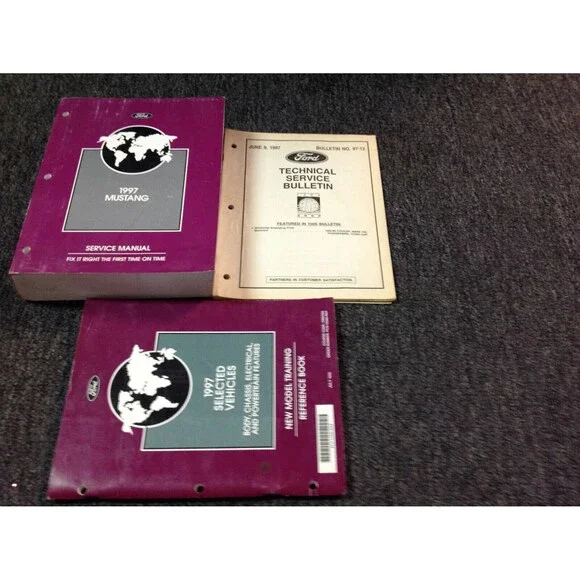 Ford
1997
MUSTANG
SERVICE MANUAL
FIX IT RIGHT THE FIRST TIME ON TIME
JUNE 9, 1997
BULLETIN NO. 97-12
Ford
TECHNICAL
SERVICE
BULLETIN
FEATURED IN THIS BULLETIN
PARTNERS IN CUSTOMER SATISFACTION
Ford
1997
SELECTED
VEHICLES
BODY, CHASSIS, ELECTRICAL,
AND POWERTRAIN FEATURES
NEW MODEL TRAINING
REFERENCE BOOK